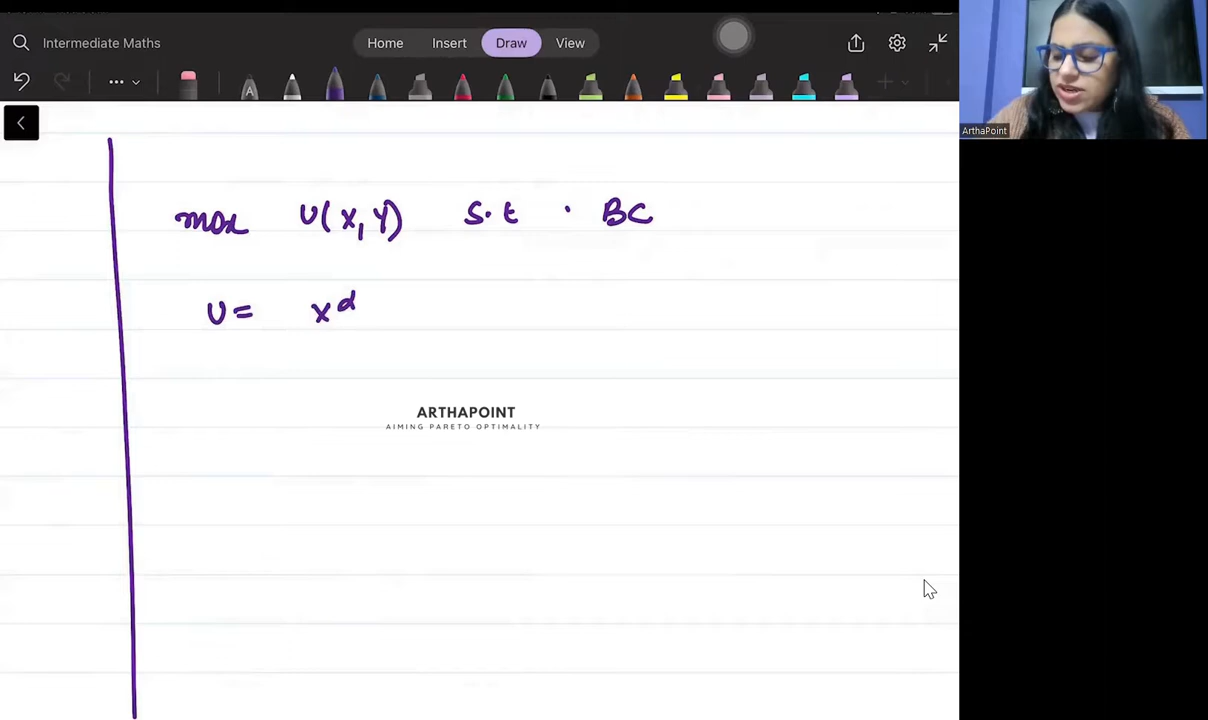 Intermediate Maths
Home Insert Draw View
A
ArthaPoint
max U(x,y) s.t . BC
U= x^α
ARTHAPOINT
AIMING PARETO OPTIMALITY